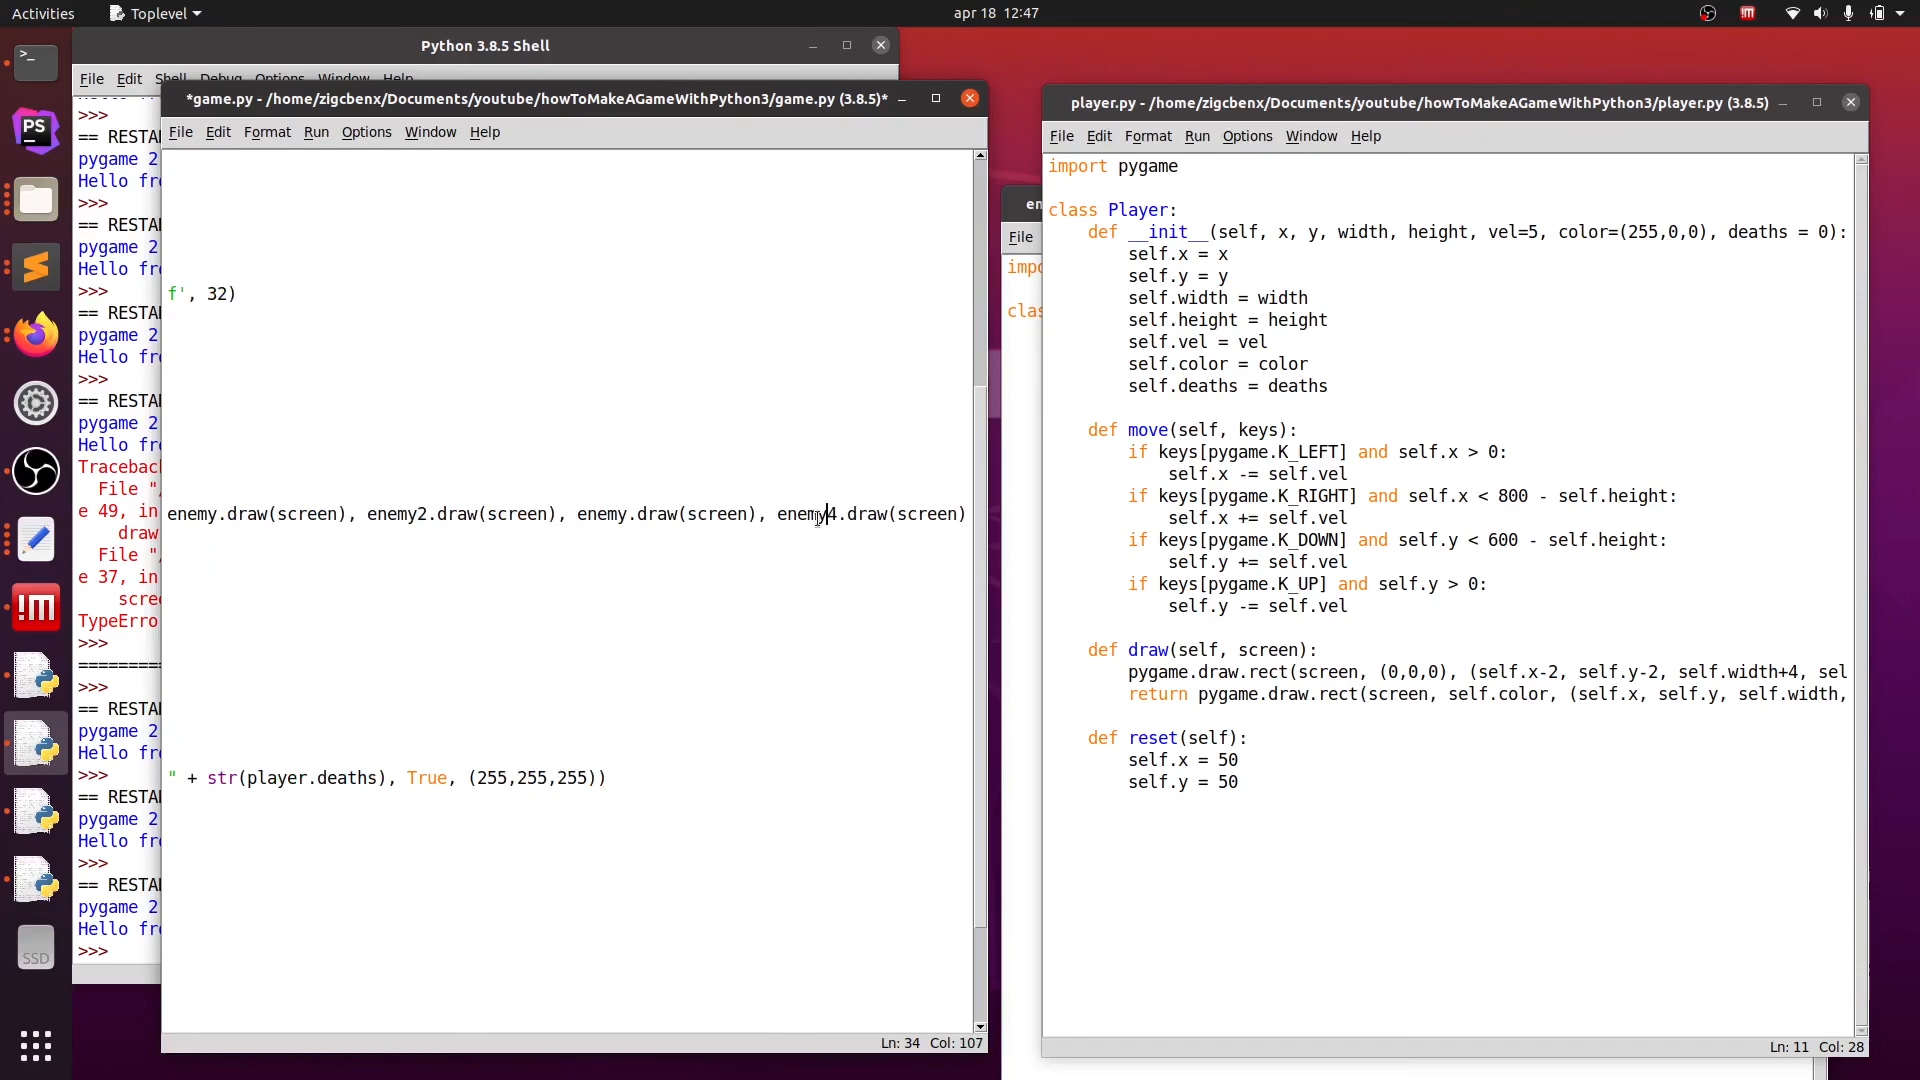 Activities
Toplevel
apr 18 12:47
Python 3.8.5 Shell
File Edit Shell Debug Options Window Help
>>>
== RESTA
pygame 2
Hello fr
>>>
== RESTA
pygame 2
Hello fr
>>>
== RESTA
pygame 2
Hello fr
>>>
== RESTA
pygame 2
Hello fr
Traceba
File "
e 49, in
draw
File "
e 37, in
scre
TypeErro
>>>
=========
>>>
== RESTA
pygame 2
Hello fr
>>>
== RESTA
pygame 2
Hello fr
>>>
== RESTA
pygame 2
Hello fr
>>>
*game.py - /home/zigcbenx/Documents/youtube/howToMakeAGameWithPython3/game.py (3.8.5)*
File Edit Format Run Options Window Help
f', 32)
enemy.draw(screen), enemy2.draw(screen), enemy.draw(screen), enemy4.draw(screen)
" + str(player.deaths), True, (255,255,255))
Ln: 34 Col: 107
en
File
impo
clas
player.py - /home/zigcbenx/Documents/youtube/howToMakeAGameWithPython3/player.py (3.8.5)
File Edit Format Run Options Window Help
import pygame
class Player:
def __init__(self, x, y, width, height, vel=5, color=(255,0,0), deaths = 0):
self.x = x
self.y = y
self.width = width
self.height = height
self.vel = vel
self.color = color
self.deaths = deaths
def move(self, keys):
if keys[pygame.K_LEFT] and self.x > 0:
self.x -= self.vel
if keys[pygame.K_RIGHT] and self.x < 800 - self.height:
self.x += self.vel
if keys[pygame.K_DOWN] and self.y < 600 - self.height:
self.y += self.vel
if keys[pygame.K_UP] and self.y > 0:
self.y -= self.vel
def draw(self, screen):
pygame.draw.rect(screen, (0,0,0), (self.x-2, self.y-2, self.width+4, sel
return pygame.draw.rect(screen, self.color, (self.x, self.y, self.width,
def reset(self):
self.x = 50
self.y = 50
Ln: 11 Col: 28
>_
PS
!m
SSD